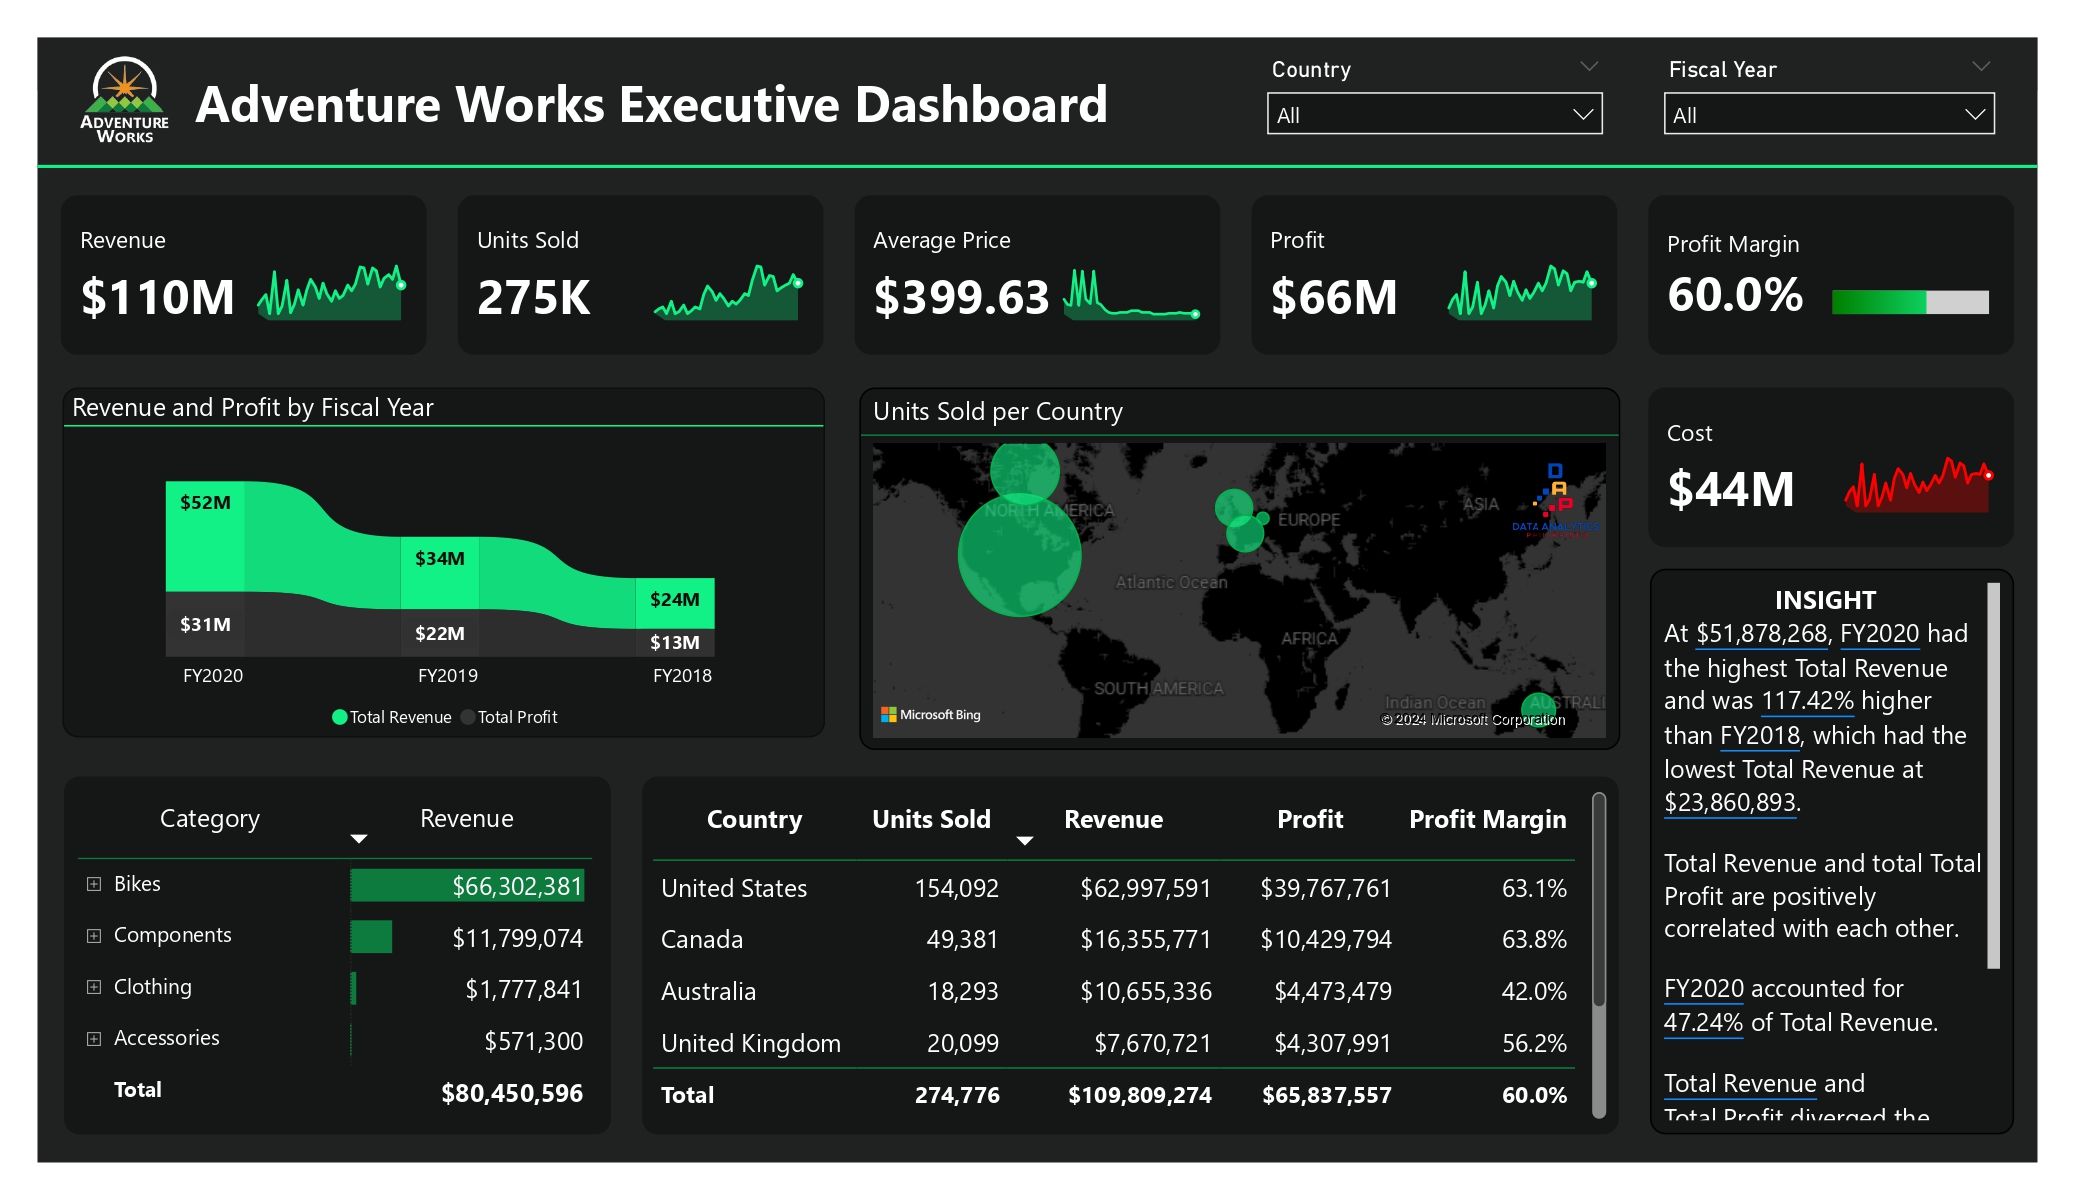 ADVENTURE
WORKS
Adventure Works Executive Dashboard
Country
All
Fiscal Year
All
Revenue
$110M
Units Sold
275K
Average Price
$399.63
Profit
$66M
Profit Margin
60.0%
Revenue and Profit by Fiscal Year
$52M
$34M
$24M
$31M
$22M
$13M
FY2020 FY2019 FY2018
Total Revenue Total Profit
Units Sold per Country
NORTH AMERICA
EUROPE
ASIA
Atlantic Ocean
AFRICA
SOUTH AMERICA
Indian Ocean
AUSTRALI
Microsoft Bing
© 2024 Microsoft Corporation
D
A
P
DATA ANALYTICS
Cost
$44M
INSIGHT
At $51,878,268, FY2020 had
the highest Total Revenue
and was 117.42% higher
than FY2018, which had the
lowest Total Revenue at
$23,860,893.
Total Revenue and total Total
Profit are positively
correlated with each other.
FY2020 accounted for
47.24% of Total Revenue.
Total Revenue and
Total Profit diverged the
Category Revenue
Bikes $66,302,381
Components $11,799,074
Clothing $1,777,841
Accessories $571,300
Total $80,450,596
Country Units Sold Revenue Profit Profit Margin
United States 154,092 $62,997,591 $39,767,761 63.1%
Canada 49,381 $16,355,771 $10,429,794 63.8%
Australia 18,293 $10,655,336 $4,473,479 42.0%
United Kingdom 20,099 $7,670,721 $4,307,991 56.2%
Total 274,776 $109,809,274 $65,837,557 60.0%